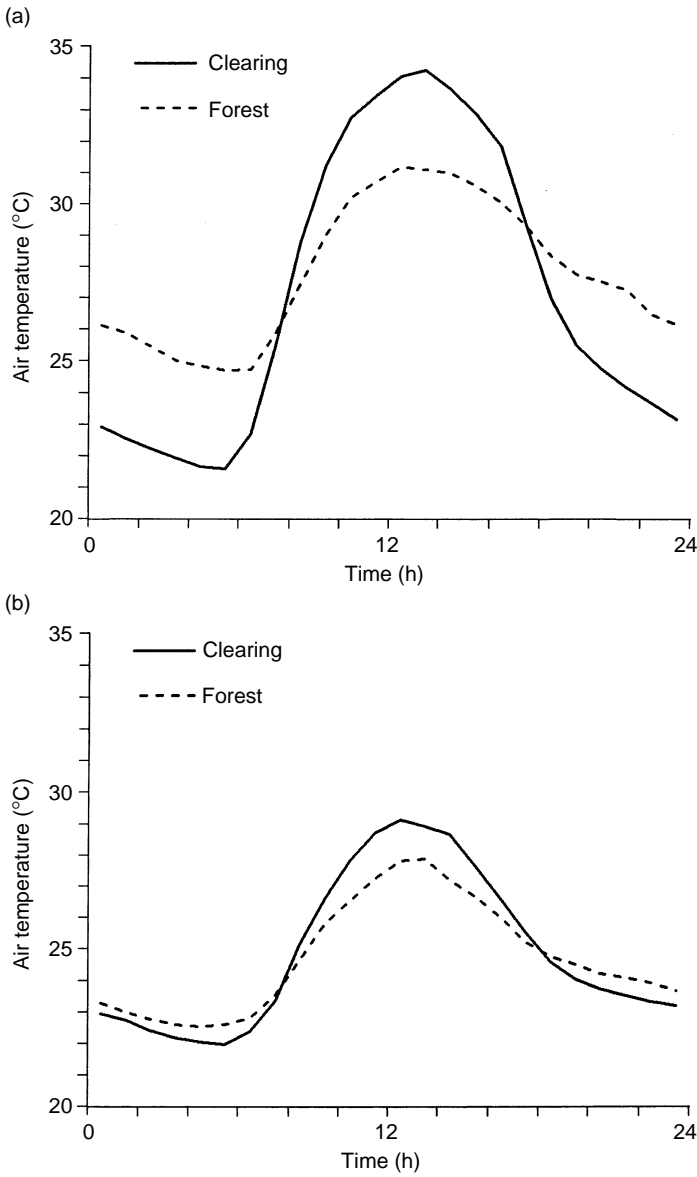 (a)
35
Clearing
Forest
30
Air temperature (°C)
25
20
0
12
24
Time (h)
(b)
35
Clearing
Forest
30
Air temperature (°C)
25
20
0
12
24
Time (h)